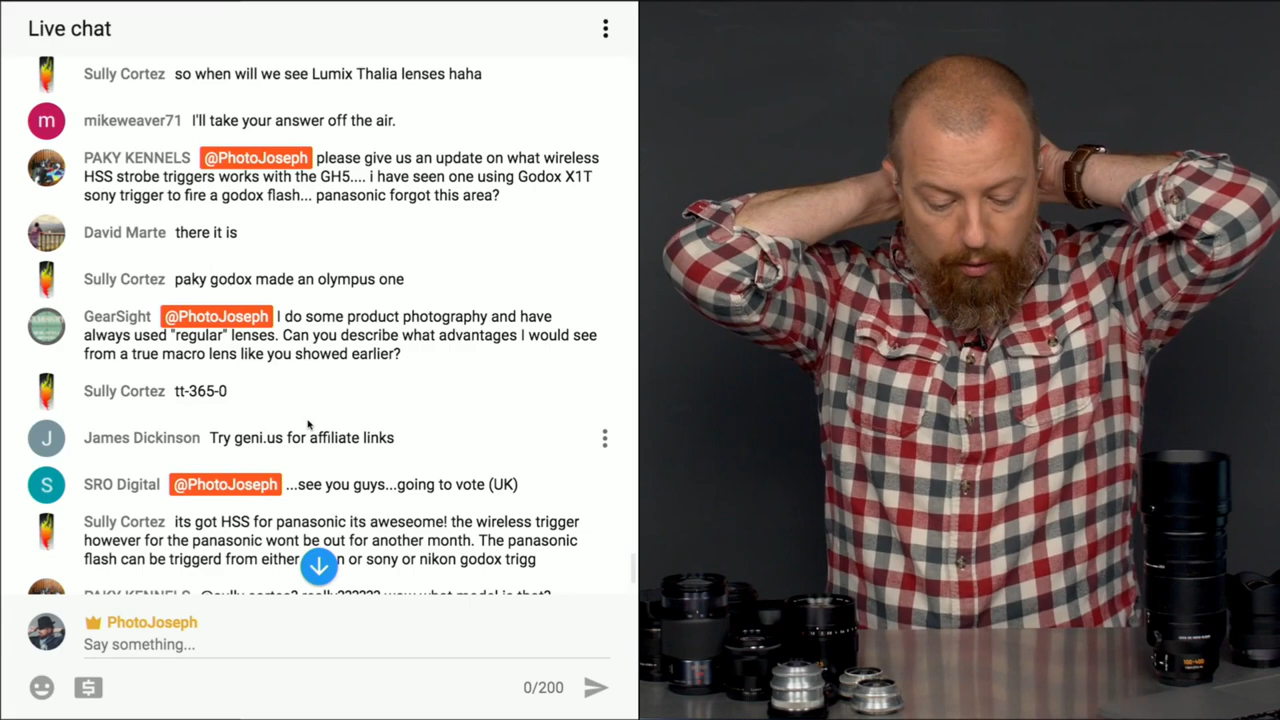 Live chat
Sully Cortez so when will we see Lumix Thalia lenses haha
m
mikeweaver71 I'll take your answer off the air.
PAKY KENNELS @PhotoJoseph please give us an update on what wireless
HSS strobe triggers works with the GH5.... i have seen one using Godox X1T
sony trigger to fire a godox flash... panasonic forgot this area?
David Marte there it is
Sully Cortez paky godox made an olympus one
GearSight @PhotoJoseph I do some product photography and have
always used "regular" lenses. Can you describe what advantages I would see
from a true macro lens like you showed earlier?
Sully Cortez tt-365-0
J
James Dickinson Try geni.us for affiliate links
S
SRO Digital @PhotoJoseph ...see you guys...going to vote (UK)
Sully Cortez its got HSS for panasonic its aweseome! the wireless trigger
however for the panasonic wont be out for another month. The panasonic
flash can be triggerd from either or sony or nikon godox trigg
PhotoJoseph
Say something...
0/200